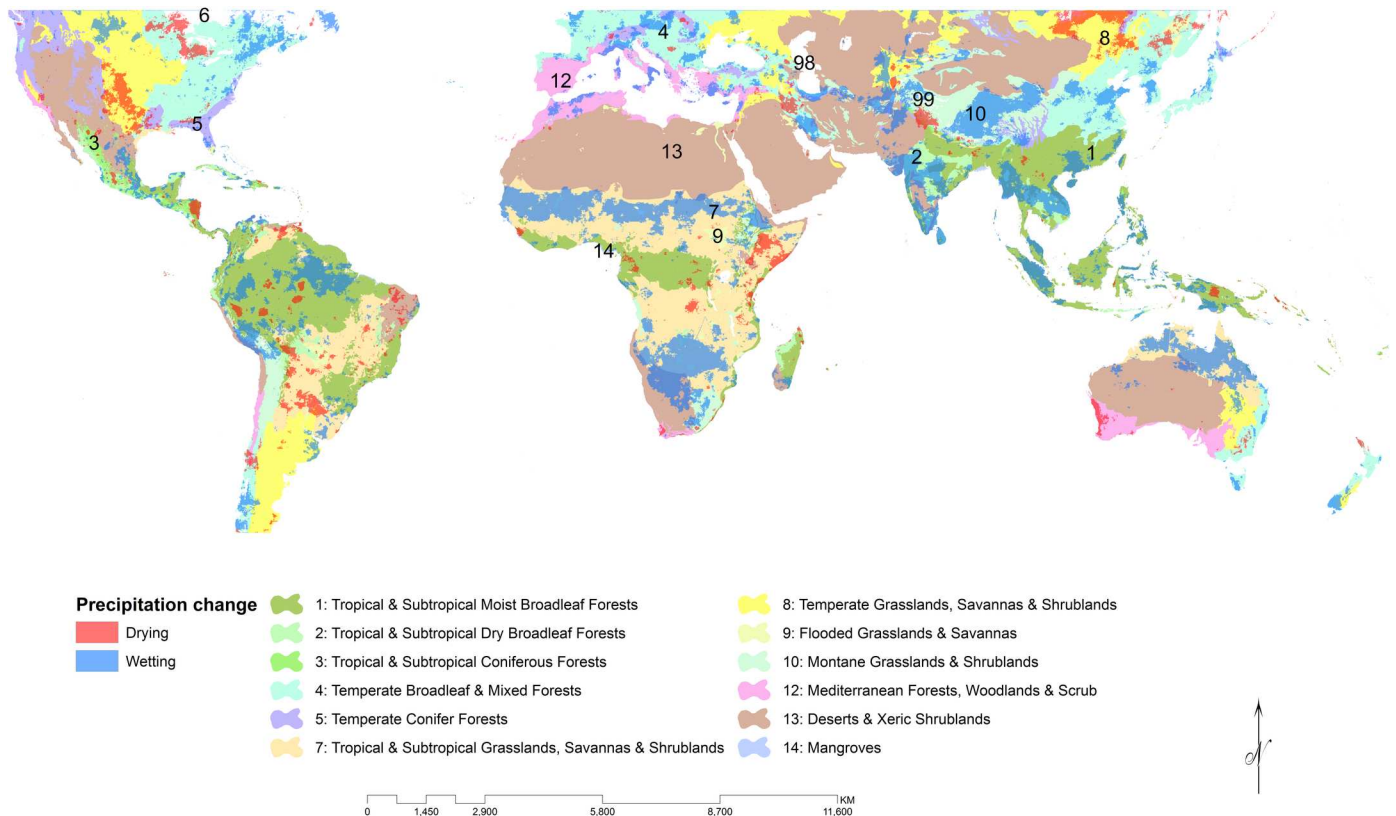 6
4
8
98
12
99
10
5
3
13
1
2
7
9
14
Precipitation change
Drying
Wetting
1: Tropical & Subtropical Moist Broadleaf Forests
2: Tropical & Subtropical Dry Broadleaf Forests
3: Tropical & Subtropical Coniferous Forests
4: Temperate Broadleaf & Mixed Forests
5: Temperate Conifer Forests
7: Tropical & Subtropical Grasslands, Savannas & Shrublands
8: Temperate Grasslands, Savannas & Shrublands
9: Flooded Grasslands & Savannas
10: Montane Grasslands & Shrublands
12: Mediterranean Forests, Woodlands & Scrub
13: Deserts & Xeric Shrublands
14: Mangroves
N
KM
0 1,450 2,900 5,800 8,700 11,600